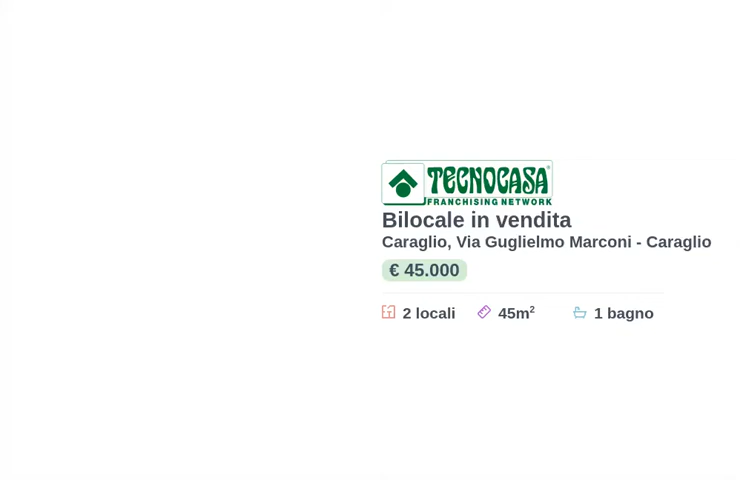 TECNOCASA®
FRANCHISING NETWORK
Bilocale in vendita
Caraglio, Via Guglielmo Marconi - Caraglio
€ 45.000
2 locali 45m² 1 bagno